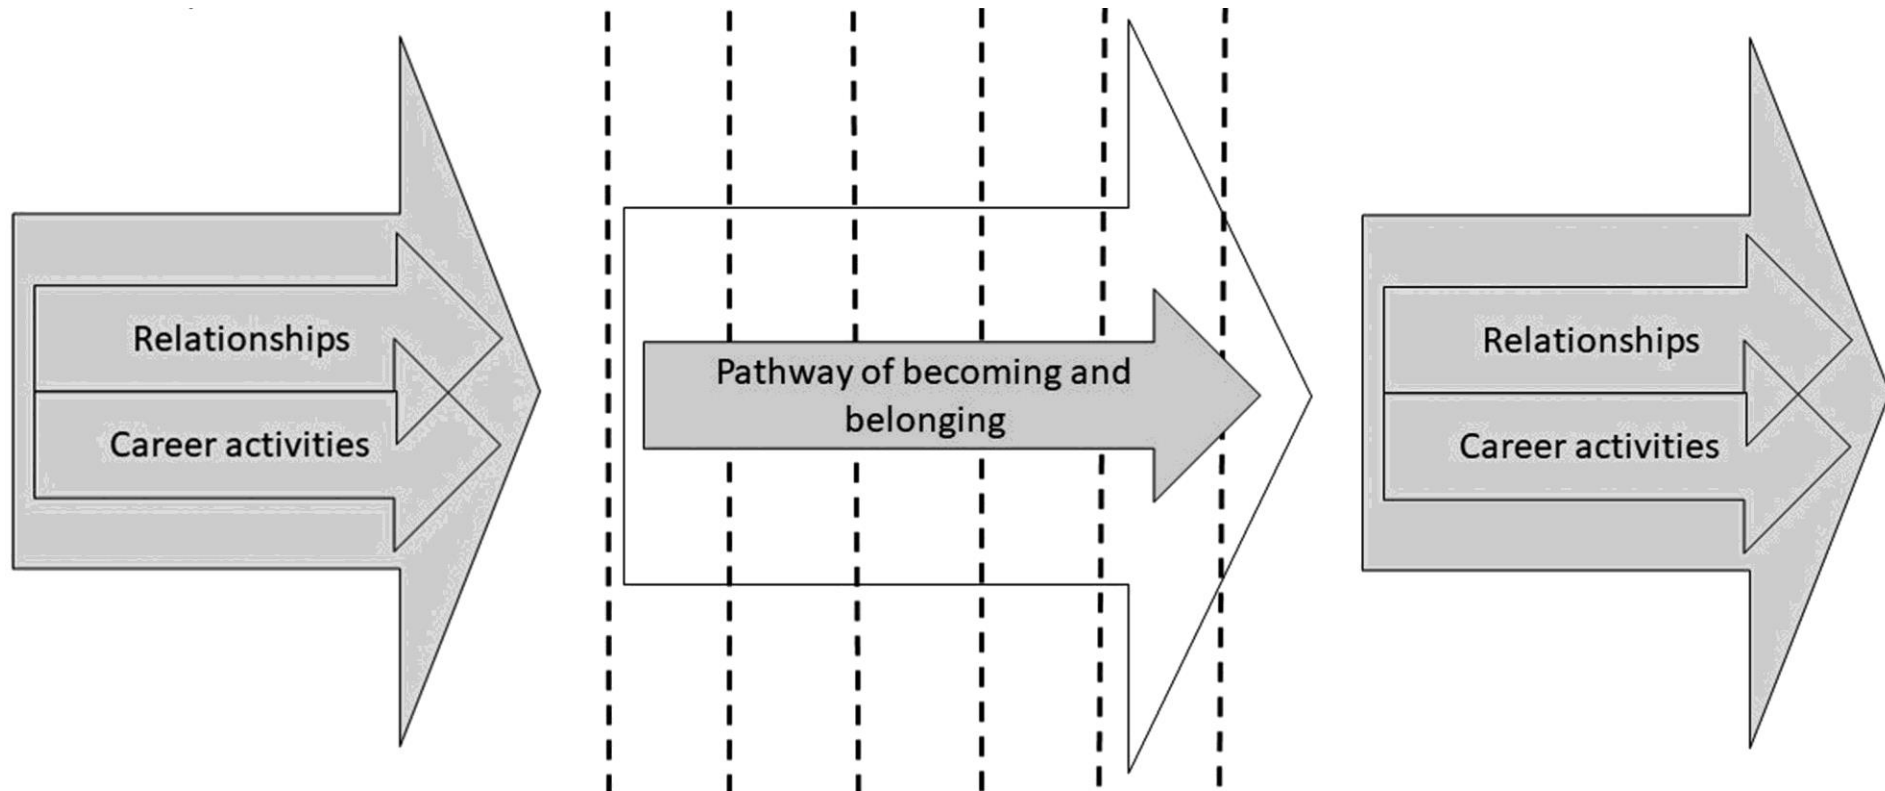 Relationships
Career activities
Pathway of becoming and
belonging
Relationships
Career activities